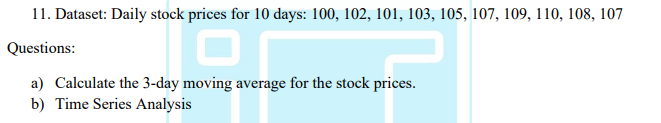 11. Dataset: Daily stock prices for 10 days: 100, 102, 101, 103, 105, 107, 109, 110, 108, 107
Questions:
a) Calculate the 3-day moving average for the stock prices.
b) Time Series Analysis